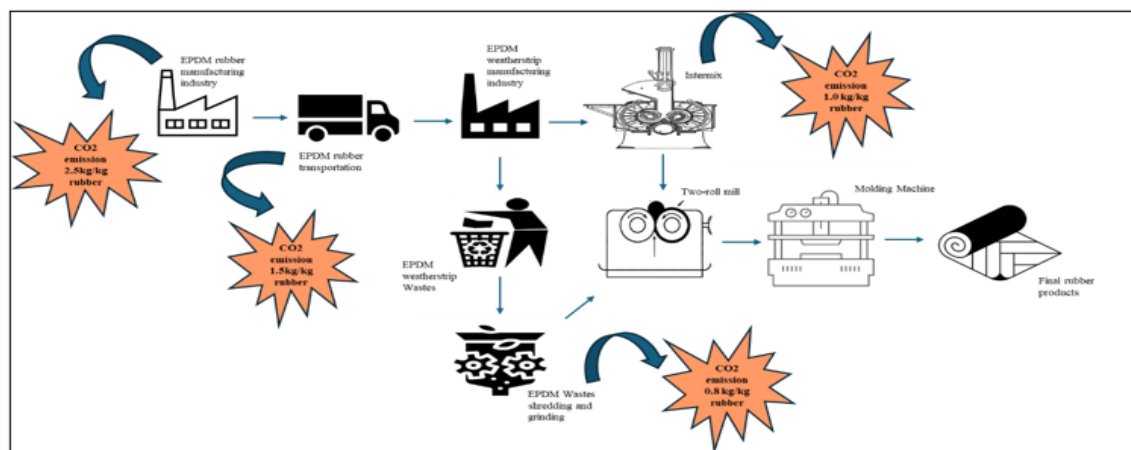 EPDM rubber
manufacturing
industry
CO2
emission
2.5kg/kg
rubber
EPDM rubber
transportation
CO2
emission
1.5kg/kg
rubber
EPDM
weatherstrip
manufacturing
industry
Intermix
CO2
emission
1.0 kg/kg
rubber
EPDM
weatherstrip
Wastes
Two-roll mill
Molding Machine
Final rubber
products
EPDM Wastes
shredding and
grinding
CO2
emission
0.8 kg/kg
rubber